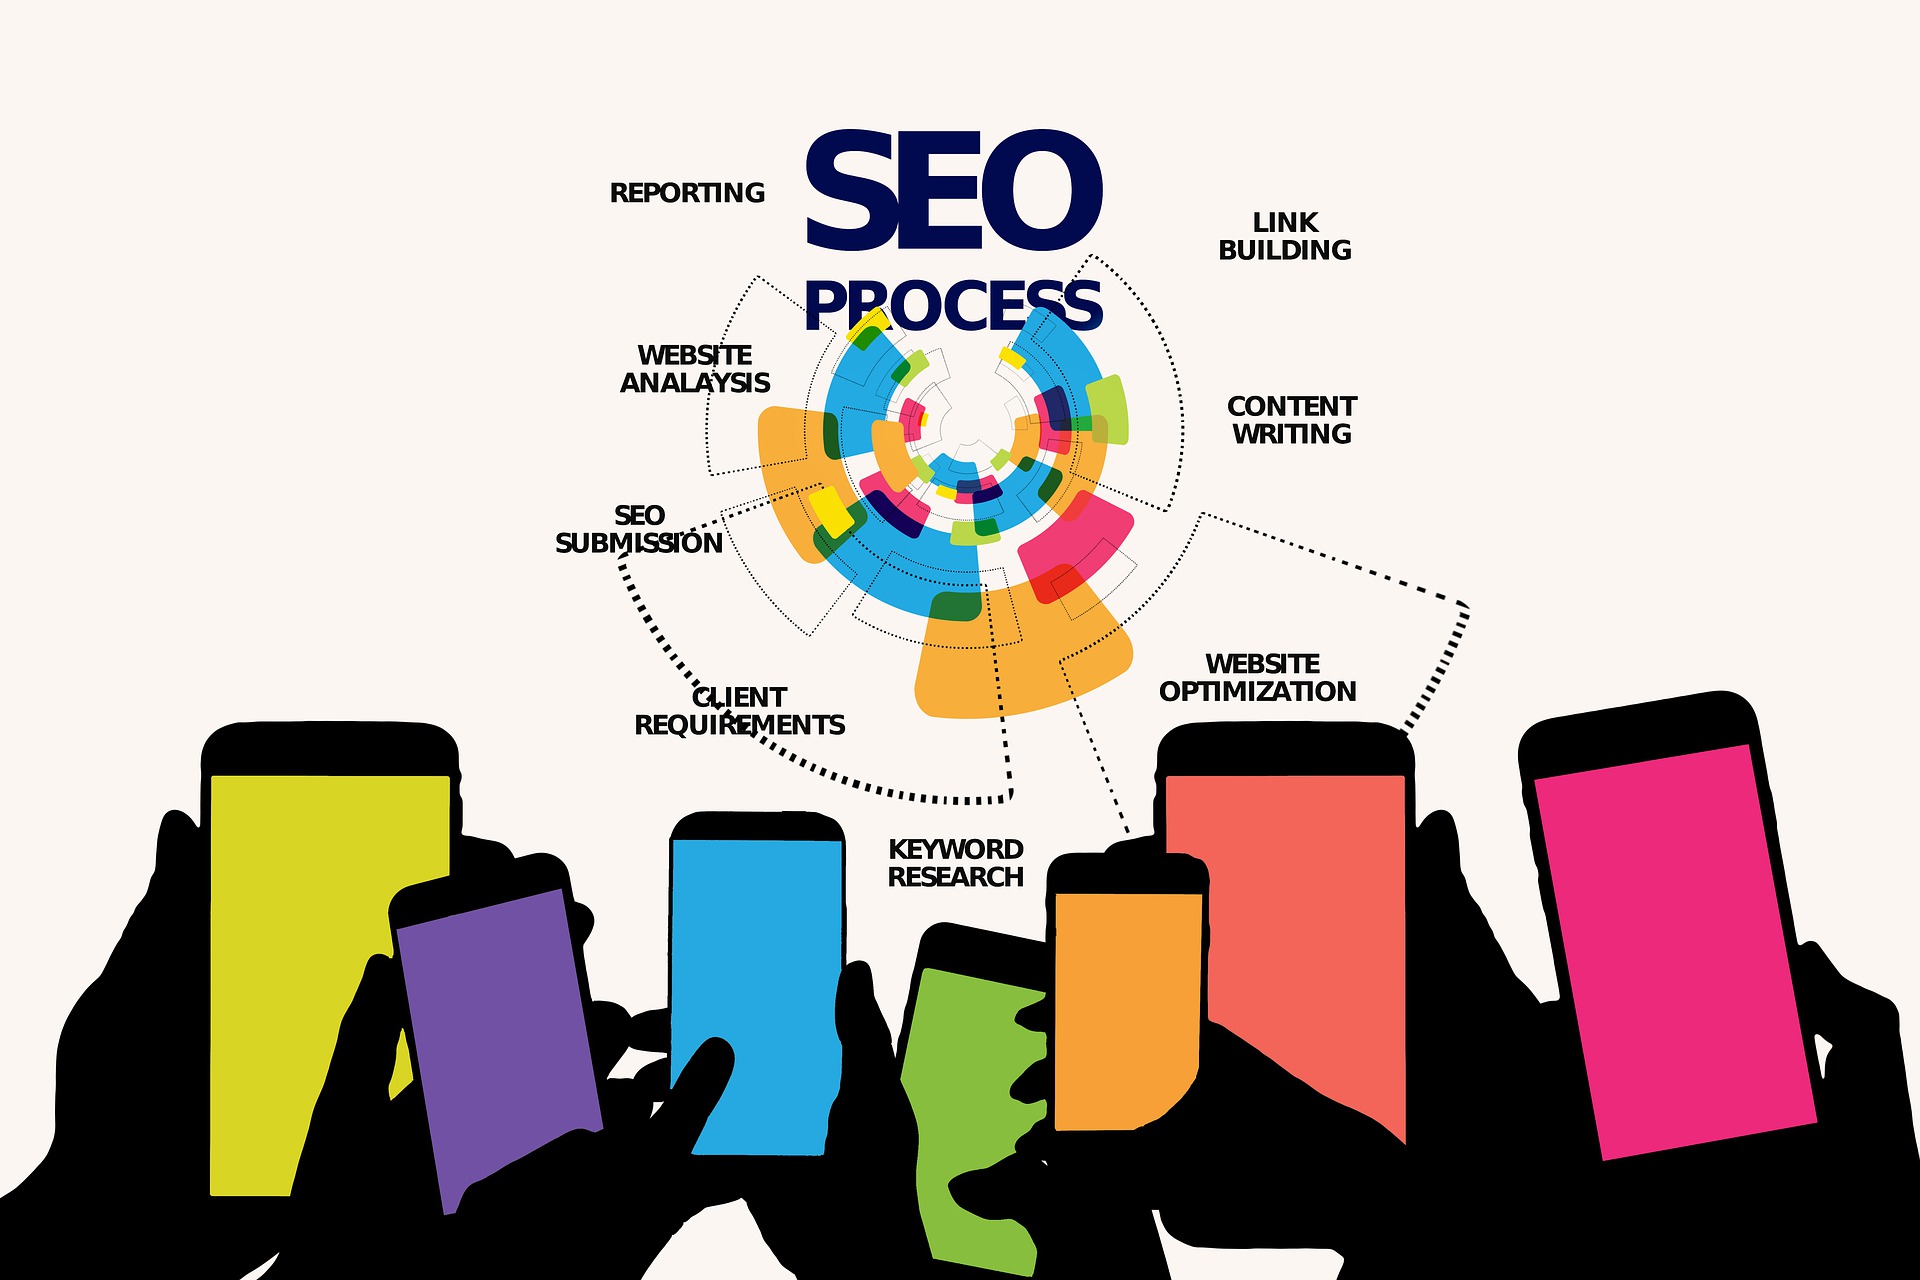 SEO
PROCESS
REPORTING
LINK
BUILDING
WEBSITE
ANALAYSIS
CONTENT
WRITING
SEO
SUBMISSION
WEBSITE
OPTIMIZATION
CLIENT
REQUIREMENTS
KEYWORD
RESEARCH